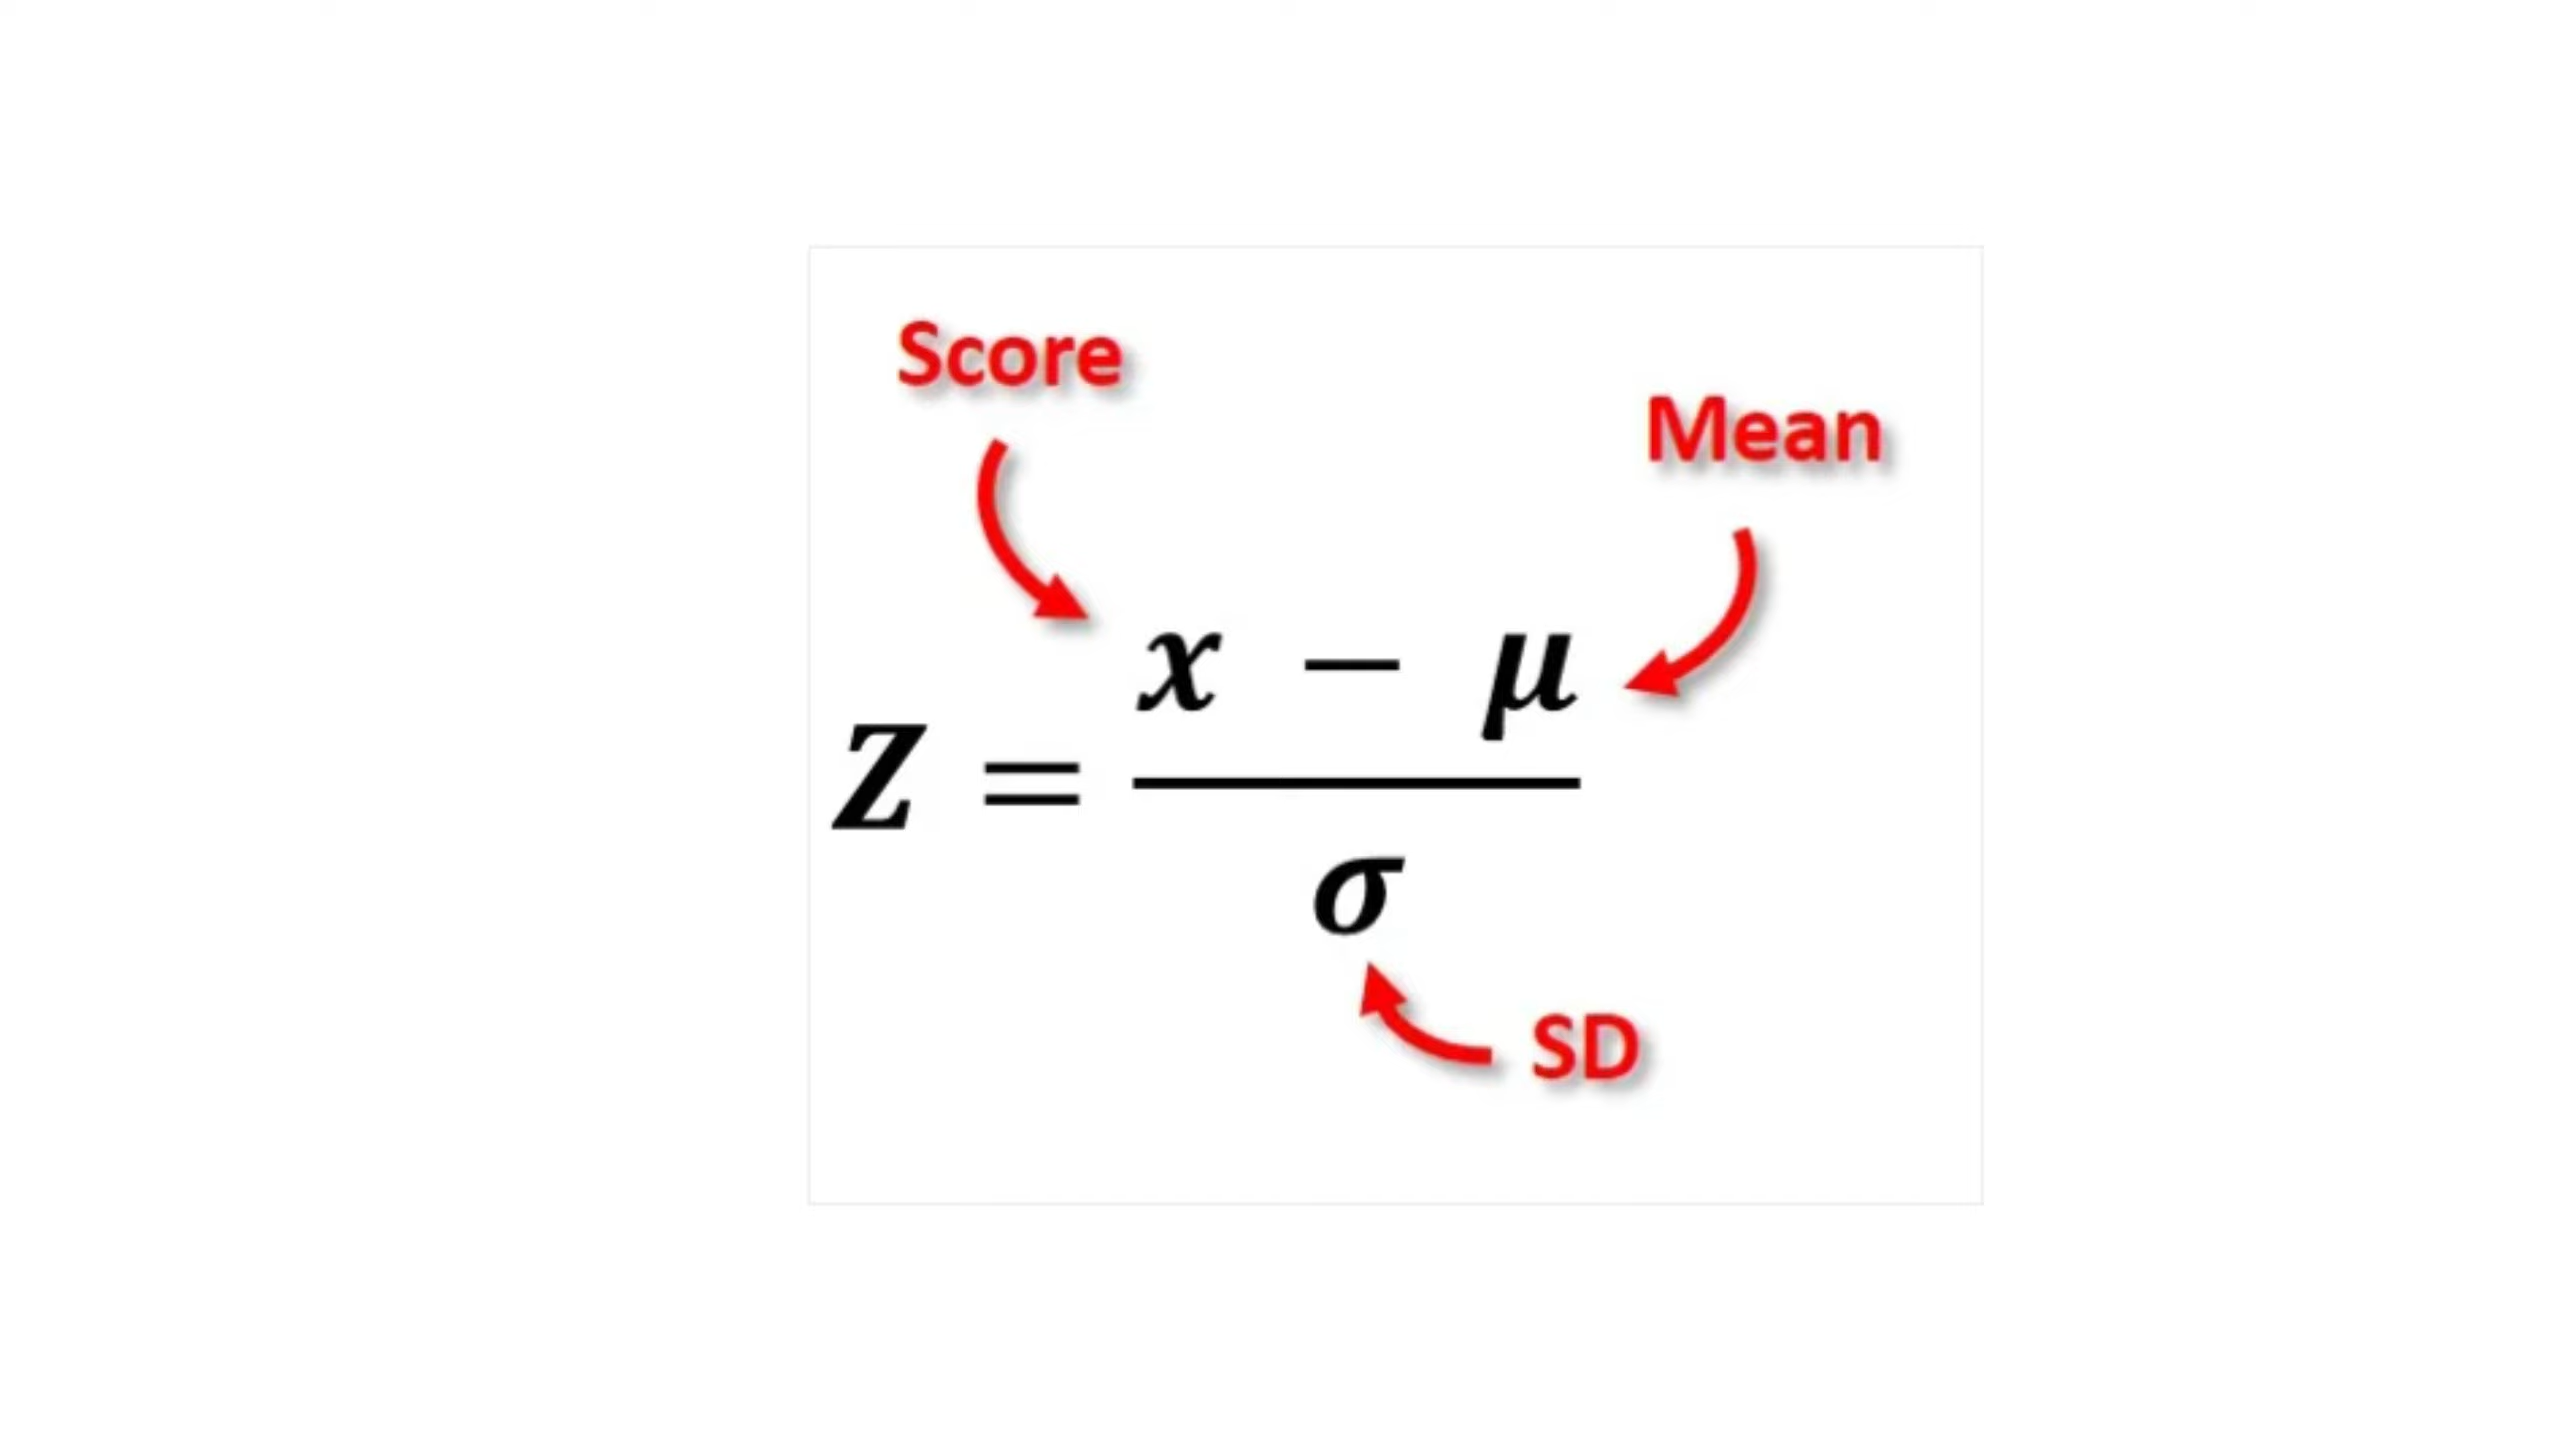 Score
Mean
Z = x − μ / σ
SD